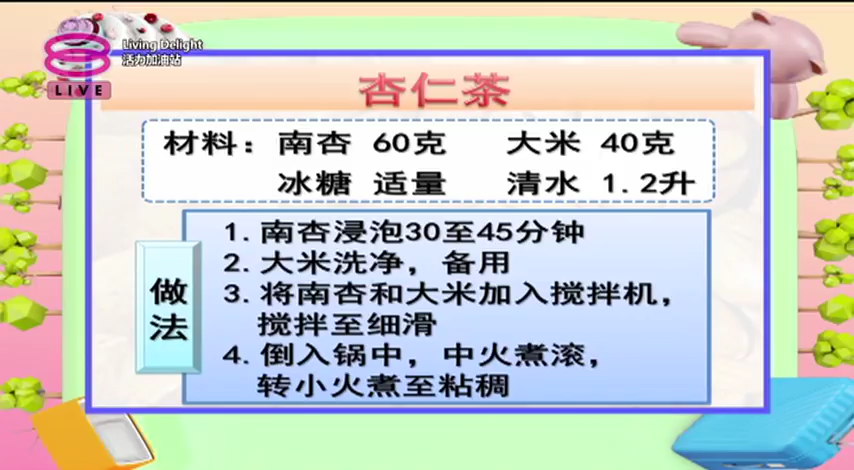 Living Delight
活力加油站
LIVE
杏仁茶
材料：南杏 60克 大米 40克
冰糖 适量 清水 1.2升
做法
1. 南杏浸泡30至45分钟
2. 大米洗净，备用
3. 将南杏和大米加入搅拌机，
搅拌至细滑
4. 倒入锅中，中火煮滚，
转小火煮至粘稠